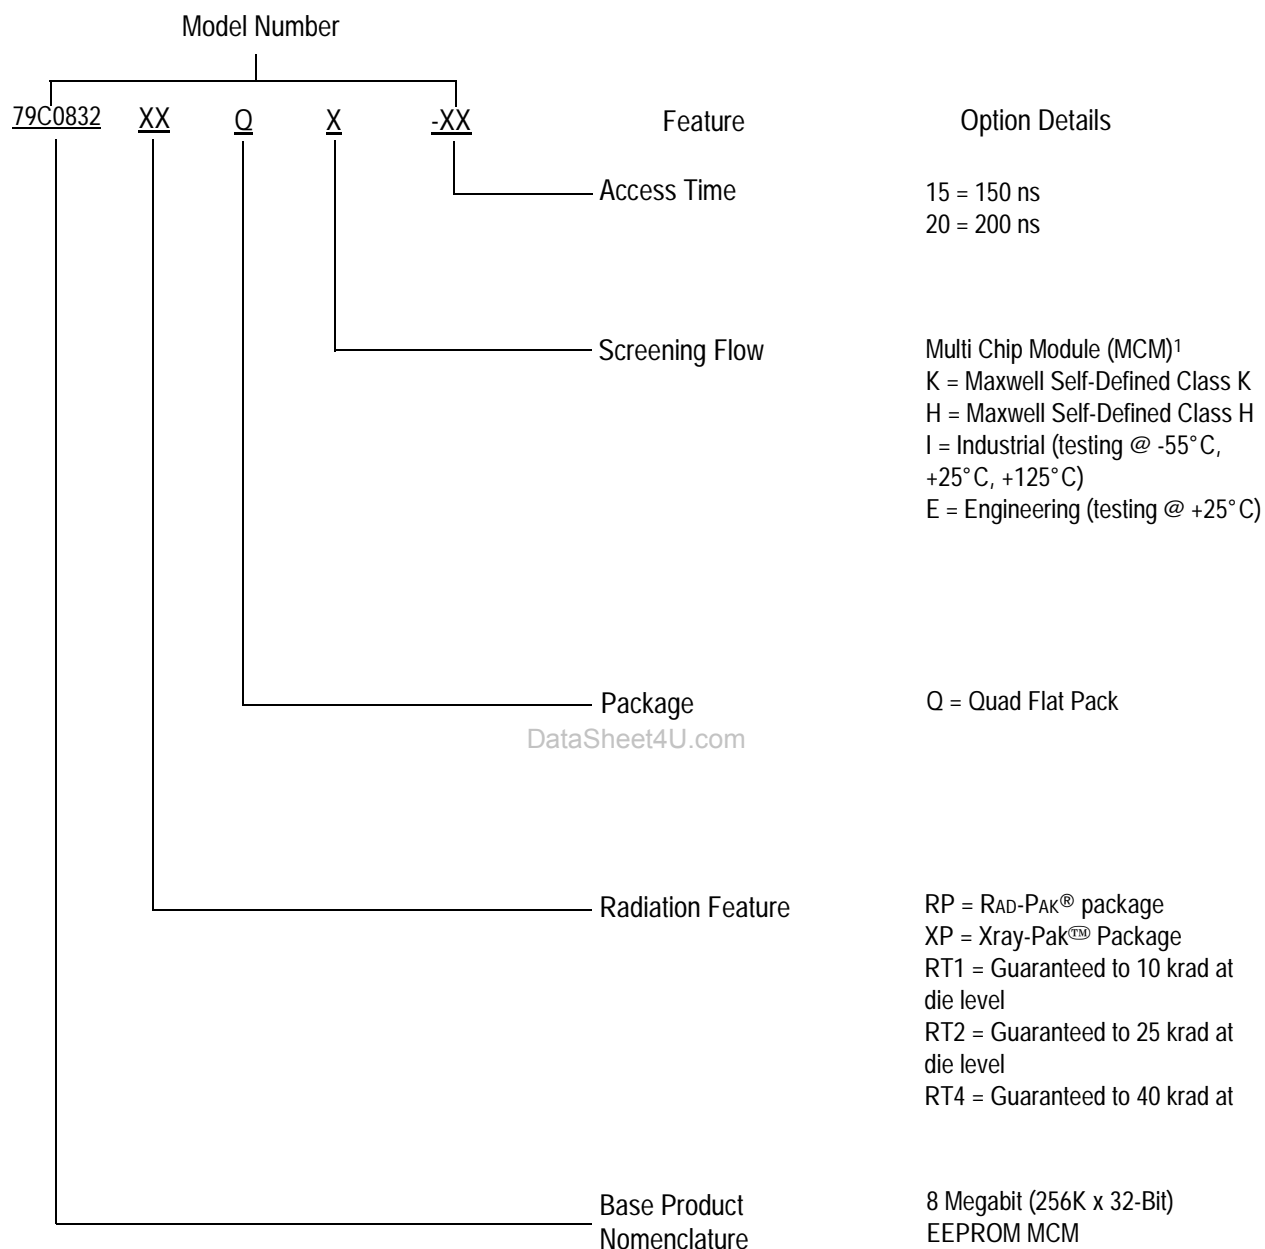 Model Number
79C0832 XX Q X -XX Feature Option Details
Access Time
15 = 150 ns
20 = 200 ns
Screening Flow
Multi Chip Module (MCM)1
K = Maxwell Self-Defined Class K
H = Maxwell Self-Defined Class H
I = Industrial (testing @ -55°C,
+25°C, +125°C)
E = Engineering (testing @ +25°C)
Package
Q = Quad Flat Pack
DataSheet4U.com
Radiation Feature
RP = RAD-PAK® package
XP = Xray-Pak™ Package
RT1 = Guaranteed to 10 krad at
die level
RT2 = Guaranteed to 25 krad at
die level
RT4 = Guaranteed to 40 krad at
Base Product
Nomenclature
8 Megabit (256K x 32-Bit)
EEPROM MCM